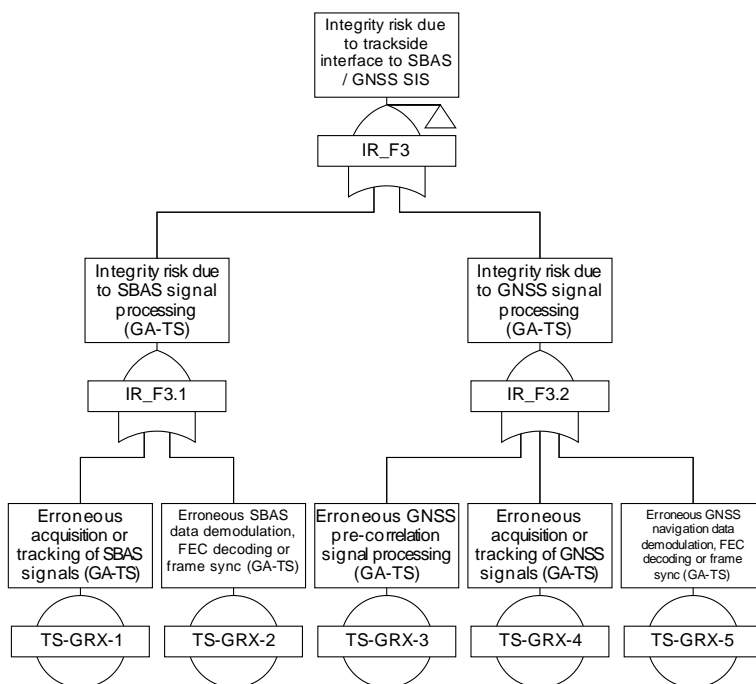 Integrity risk due
to trackside
interface to SBAS
/ GNSS SIS
IR_F3
Integrity risk due
to SBAS signal
processing
(GA-TS)
Integrity risk due
to GNSS signal
processing
(GA-TS)
IR_F3.1
IR_F3.2
Erroneous
acquisition or
tracking of SBAS
signals (GA-TS)
Erroneous SBAS
data demodulation,
FEC decoding or
frame sync (GA-TS)
Erroneous GNSS
pre-correlation
signal processing
(GA-TS)
Erroneous
acquisition or
tracking of GNSS
signals (GA-TS)
Erroneous GNSS
navigation data
demodulation, FEC
decoding or frame
sync (GA-TS)
TS-GRX-1
TS-GRX-2
TS-GRX-3
TS-GRX-4
TS-GRX-5